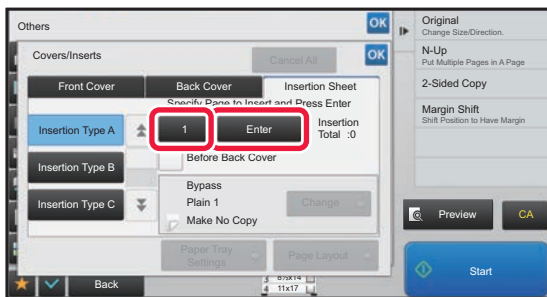 Others
OK
Covers/Inserts
Cancel All
OK
Front Cover
Back Cover
Insertion Sheet
Specify Page to Insert and Press Enter
Insertion Type A
1
Enter
Insertion
Total :0
Before Back Cover
Insertion Type B
Bypass
Plain 1
Make No Copy
Change
Insertion Type C
Paper Tray
Settings
Page Layout
Back
8½x14
4 11x17
Original
Change Size/Direction.
N-Up
Put Multiple Pages in A Page
2-Sided Copy
Margin Shift
Shift Position to Have Margin
Preview
CA
Start